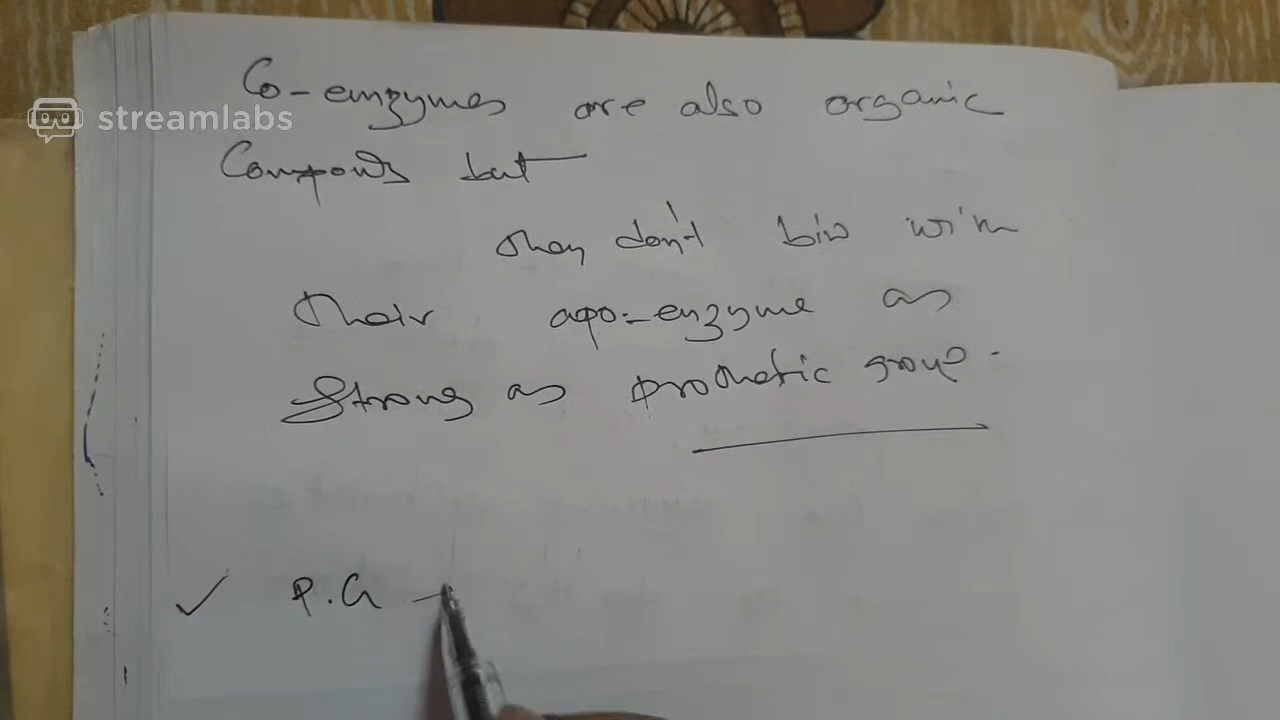 streamlabs
Co-enzymes are also organic
Compounds but
they don't bind with
their apo-enzyme as
strong as prothetic group.
✓ P.G -